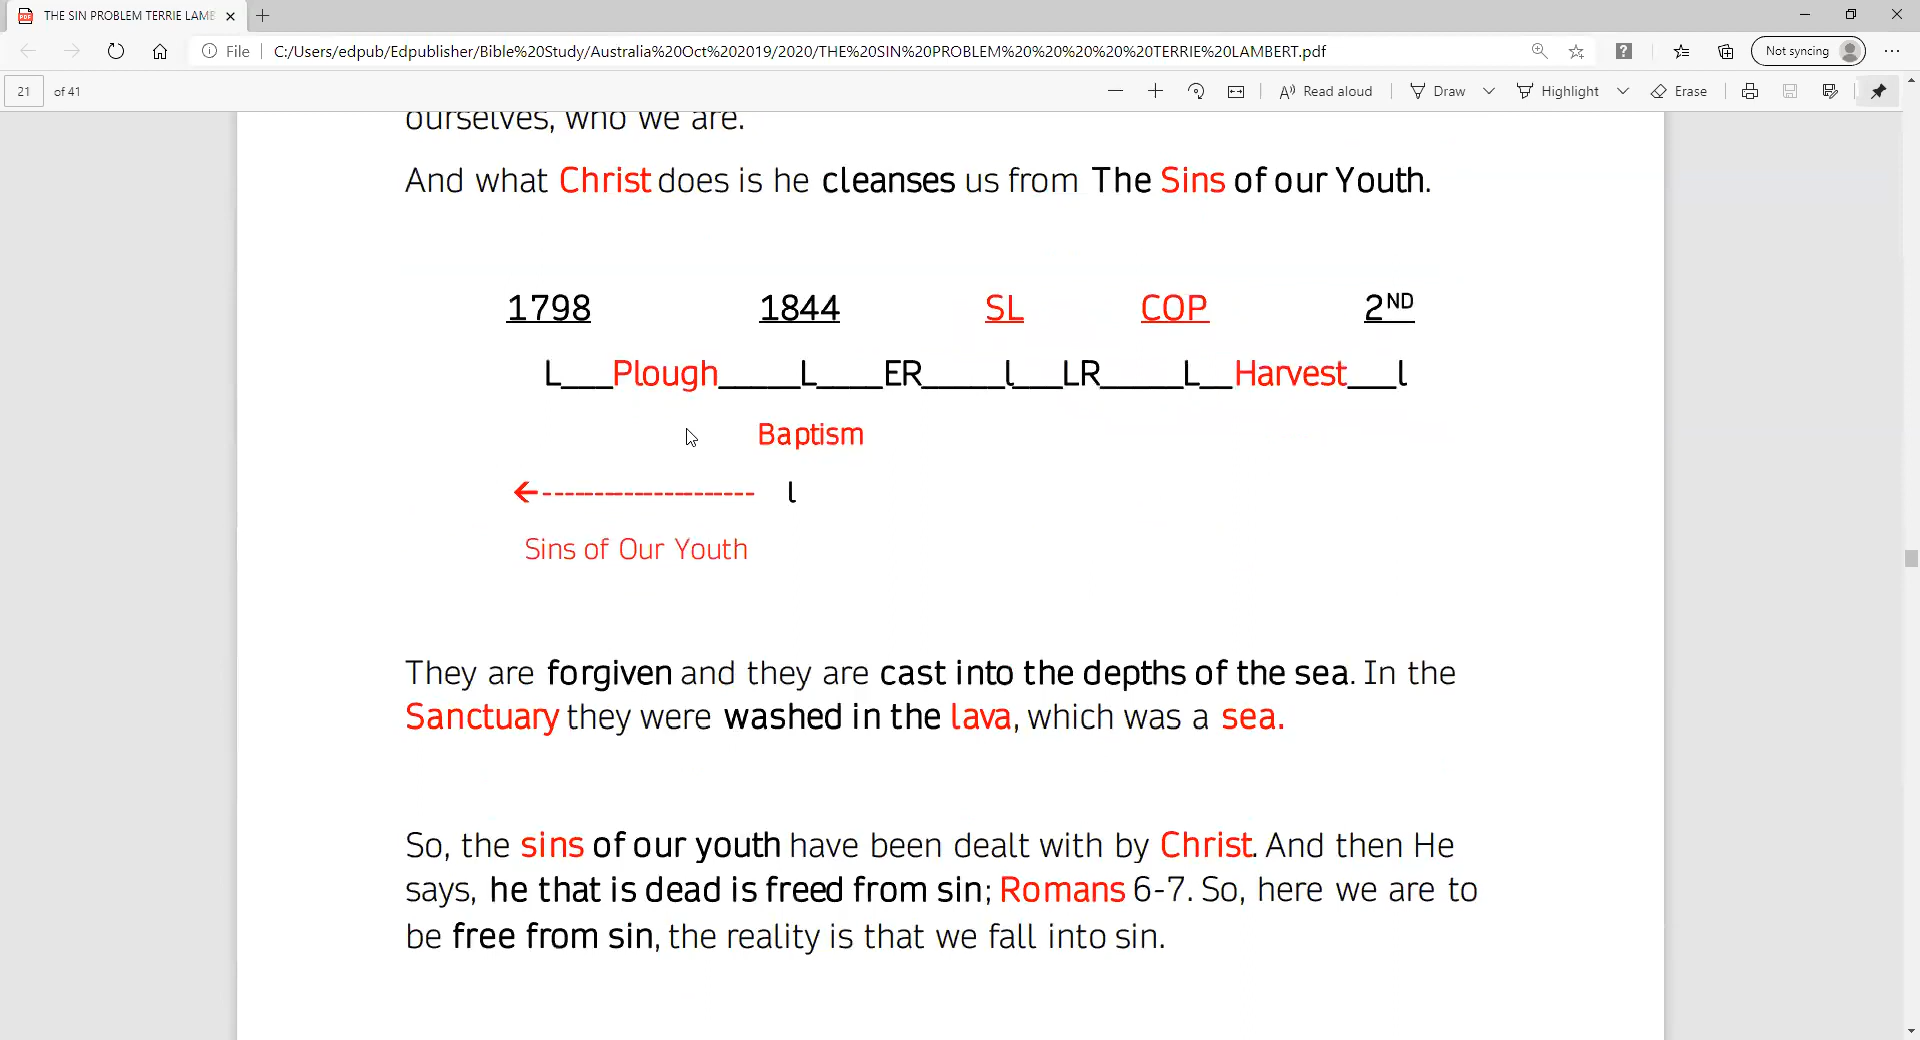 THE SIN PROBLEM TERRIE LAMB
File
C:/Users/edpub/Edpublisher/Bible%20Study/Australia%20Oct%202019/2020/THE%20SIN%20PROBLEM%20%20%20%20%20TERRIE%20LAMBERT.pdf
Not syncing
21 of 41
Read aloud
Draw
Highlight
Erase
ourselves, who we are.
And what Christ does is he cleanses us from The Sins of our Youth.
1798 1844 SL COP 2ND
L___Plough_____L____ER_____l___LR_____L__Harvest___l
Baptism
←--------------------- l
Sins of Our Youth
They are forgiven and they are cast into the depths of the sea. In the
Sanctuary they were washed in the lava, which was a sea.
So, the sins of our youth have been dealt with by Christ. And then He
says, he that is dead is freed from sin; Romans 6-7. So, here we are to
be free from sin, the reality is that we fall into sin.